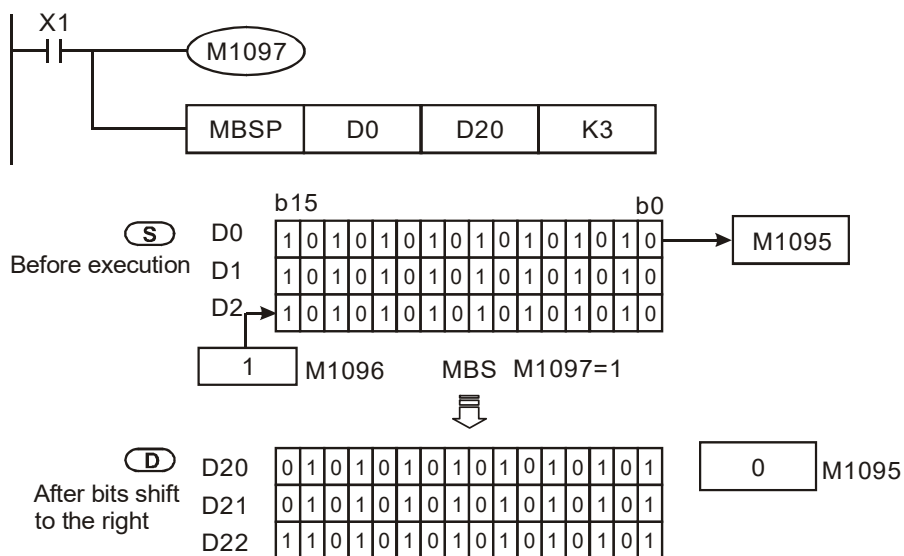 X1
M1097
MBSP D0 D20 K3
b15 b0
S D0 1 0 1 0 1 0 1 0 1 0 1 0 1 0 1 0 M1095
Before execution
D1 1 0 1 0 1 0 1 0 1 0 1 0 1 0 1 0
D2 1 0 1 0 1 0 1 0 1 0 1 0 1 0 1 0
1 M1096 MBS M1097=1
D D20 0 1 0 1 0 1 0 1 0 1 0 1 0 1 0 1 0 M1095
After bits shift
to the right
D21 0 1 0 1 0 1 0 1 0 1 0 1 0 1 0 1
D22 1 1 0 1 0 1 0 1 0 1 0 1 0 1 0 1